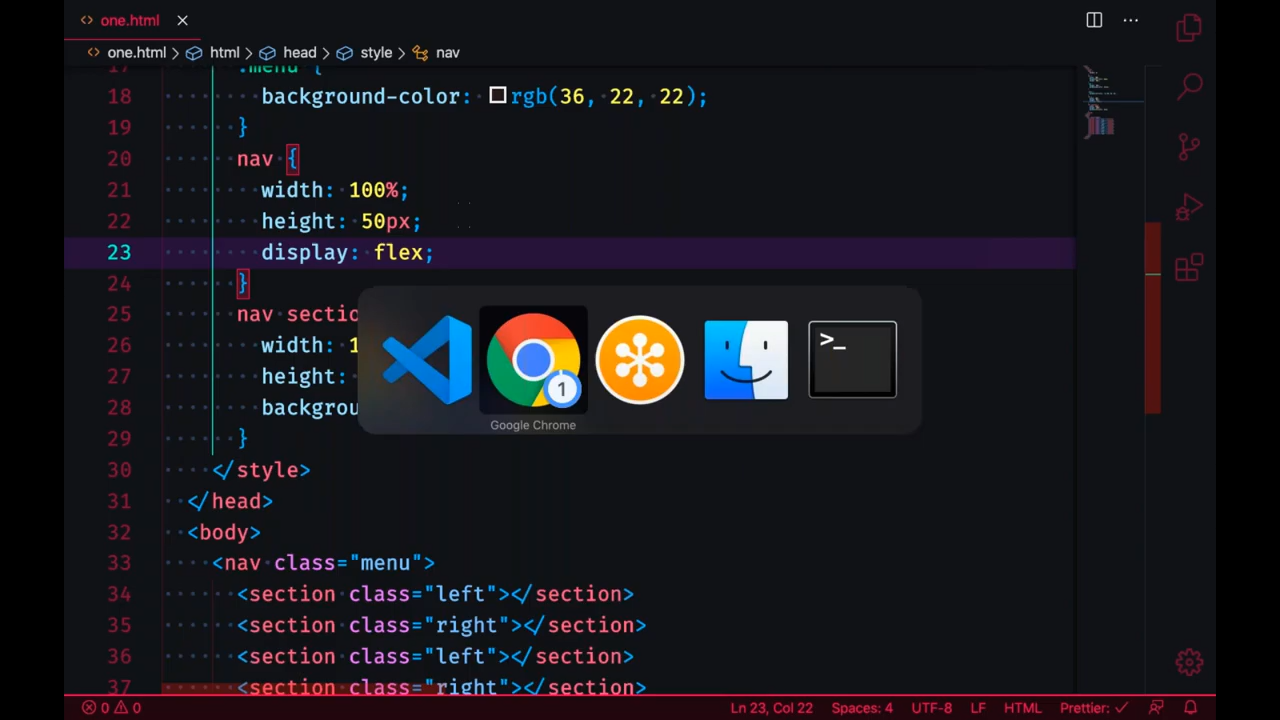 one.html
one.html > html > head > style > nav
17 .menu {
18 background-color: rgb(36, 22, 22);
19 }
20 nav {
21 width: 100%;
22 height: 50px;
23 display: flex;
24 }
25 nav sectio
26 width: 1
27 height:
28 backgrou
29 }
30 </style>
31 </head>
32 <body>
33 <nav class="menu">
34 <section class="left"></section>
35 <section class="right"></section>
36 <section class="left"></section>
37 <section class="right"></section>
>_
1
Google Chrome
0 0 Ln 23, Col 22 Spaces: 4 UTF-8 LF HTML Prettier: ✓